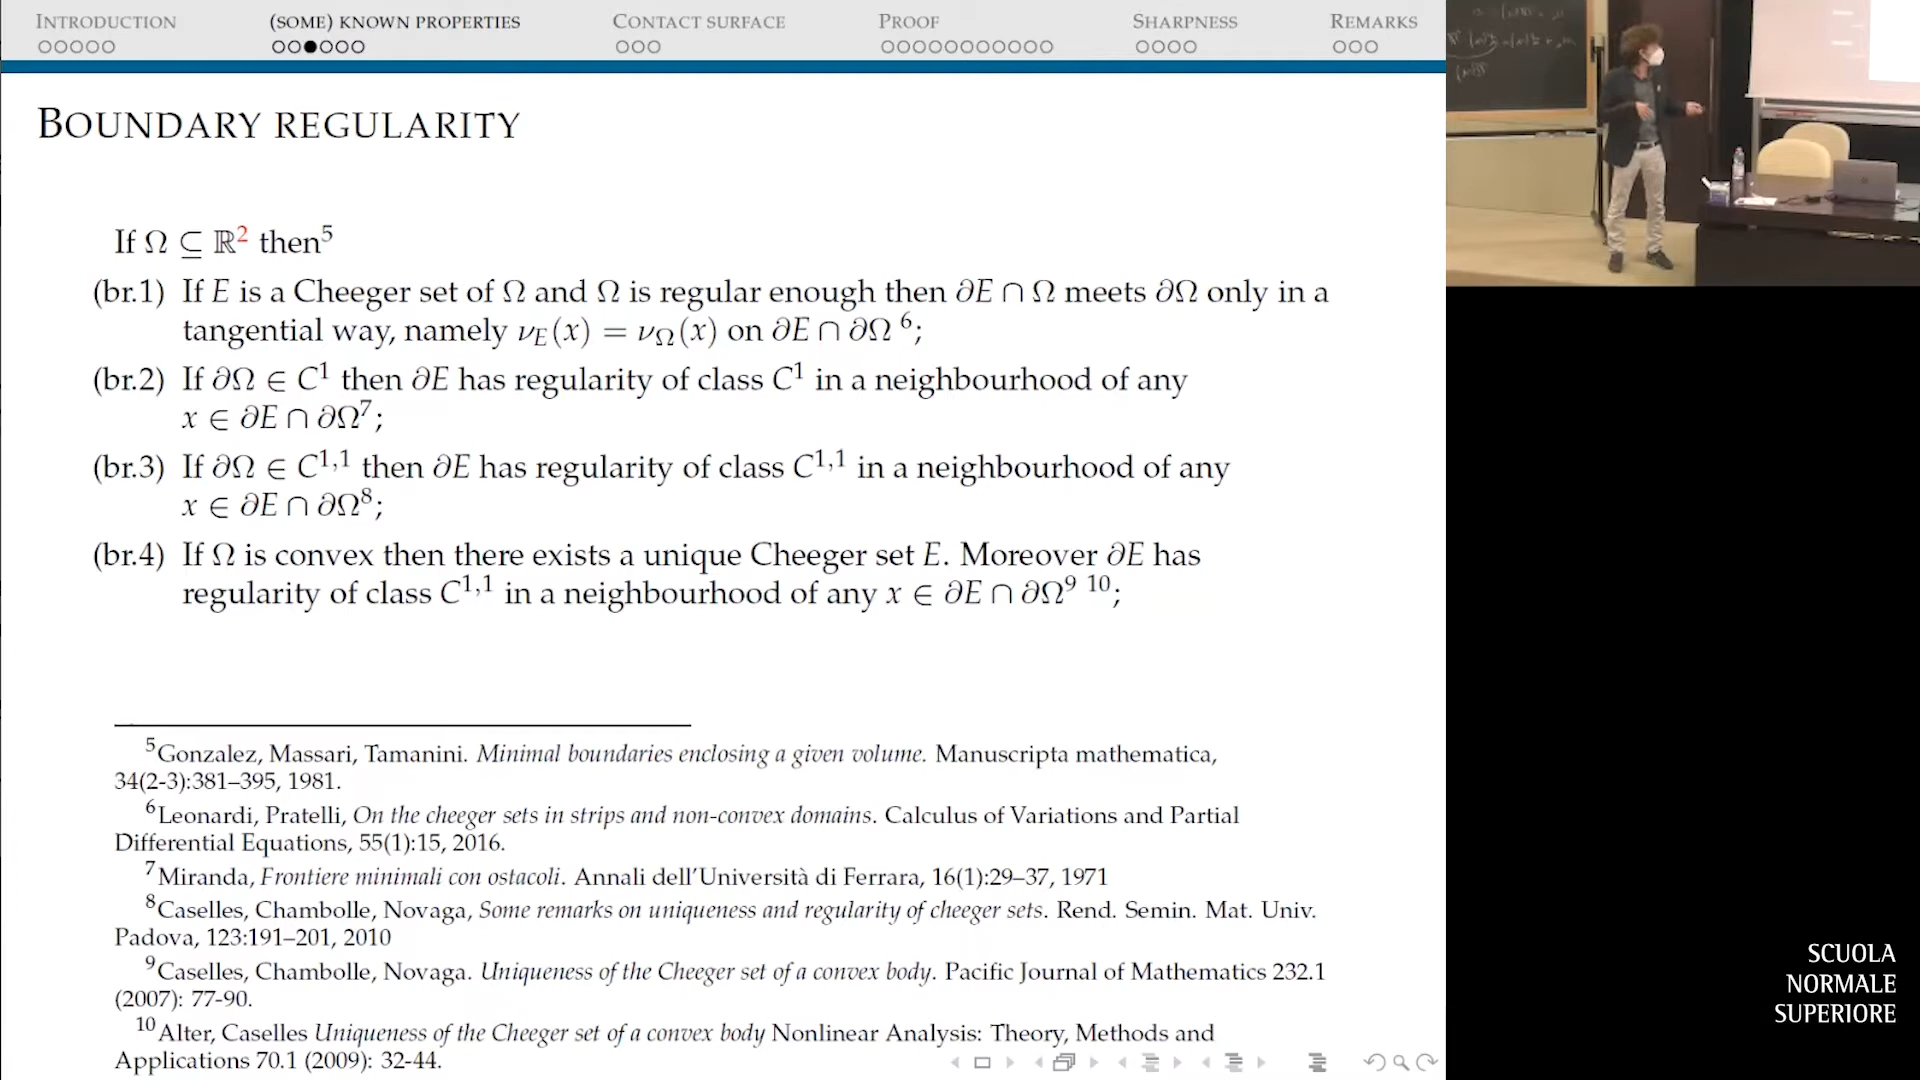 INTRODUCTION (SOME) KNOWN PROPERTIES CONTACT SURFACE PROOF SHARPNESS REMARKS
BOUNDARY REGULARITY
If Ω ⊆ ℝ² then⁵
(br.1) If E is a Cheeger set of Ω and Ω is regular enough then ∂E ∩ Ω meets ∂Ω only in a
tangential way, namely ν_E(x) = ν_Ω(x) on ∂E ∩ ∂Ω ⁶;
(br.2) If ∂Ω ∈ C¹ then ∂E has regularity of class C¹ in a neighbourhood of any
x ∈ ∂E ∩ ∂Ω⁷;
(br.3) If ∂Ω ∈ C¹,¹ then ∂E has regularity of class C¹,¹ in a neighbourhood of any
x ∈ ∂E ∩ ∂Ω⁸;
(br.4) If Ω is convex then there exists a unique Cheeger set E. Moreover ∂E has
regularity of class C¹,¹ in a neighbourhood of any x ∈ ∂E ∩ ∂Ω⁹ ¹⁰;
⁵Gonzalez, Massari, Tamanini. Minimal boundaries enclosing a given volume. Manuscripta mathematica,
34(2-3):381–395, 1981.
⁶Leonardi, Pratelli, On the cheeger sets in strips and non-convex domains. Calculus of Variations and Partial
Differential Equations, 55(1):15, 2016.
⁷Miranda, Frontiere minimali con ostacoli. Annali dell'Università di Ferrara, 16(1):29–37, 1971
⁸Caselles, Chambolle, Novaga, Some remarks on uniqueness and regularity of cheeger sets. Rend. Semin. Mat. Univ.
Padova, 123:191–201, 2010
⁹Caselles, Chambolle, Novaga. Uniqueness of the Cheeger set of a convex body. Pacific Journal of Mathematics 232.1
(2007): 77-90.
¹⁰Alter, Caselles Uniqueness of the Cheeger set of a convex body Nonlinear Analysis: Theory, Methods and
Applications 70.1 (2009): 32-44.
SCUOLA
NORMALE
SUPERIORE